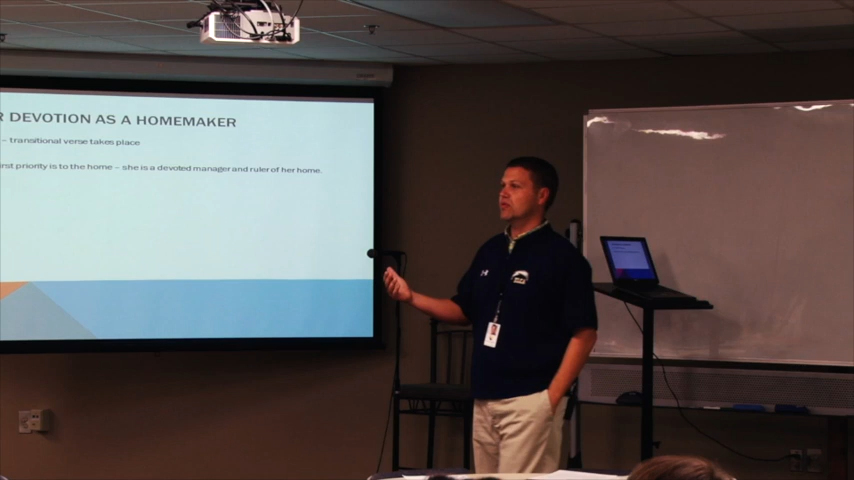 R DEVOTION AS A HOMEMAKER
– transitional verse takes place
irst priority is to the home – she is a devoted manager and ruler of her home.